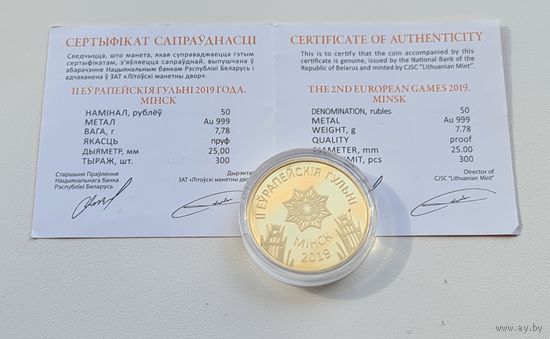 СЕРТЫФІКАТ САПРАЎДНАСЦІ
Сведчыцца, што манета, якая суправаджаецца гэтым
сертыфікатам, з'яўляецца сапраўднай, выпушчана ў
абарачэнне Нацыянальным банкам Рэспублікі Беларусь і
адчаканена ў ЗАТ «Літоўскі манетны двор».
ІІ ЕЎРАПЕЙСКІЯ ГУЛЬНІ 2019 ГОДА.
МІНСК
НАМІНАЛ, рублёў 50
МЕТАЛ Au 999
ВАГА, г 7,78
ЯКАСЦЬ пруф
ДЫЯМЕТР, мм 25,00
ТЫРАЖ, шт. 300
Старшыня Праўлення
Нацыянальнага банка
Рэспублікі Беларусь
Дырэктар
ЗАТ «Літоўскі манетны двор»
CERTIFICATE OF AUTHENTICITY
This is to certify that the coin accompanied by this
certificate is genuine, issued by the National Bank of the
Republic of Belarus and minted by CJSC "Lithuanian Mint".
THE 2ND EUROPEAN GAMES 2019.
MINSK
DENOMINATION, rubles 50
METAL Au 999
WEIGHT, g 7.78
QUALITY proof
DIAMETER, mm 25.00
MIT, pcs 300
Director of
CJSC "Lithuanian Mint"
ІІ ЕЎРАПЕЙСКІЯ ГУЛЬНІ
МІНСК
2019
www.ay.by